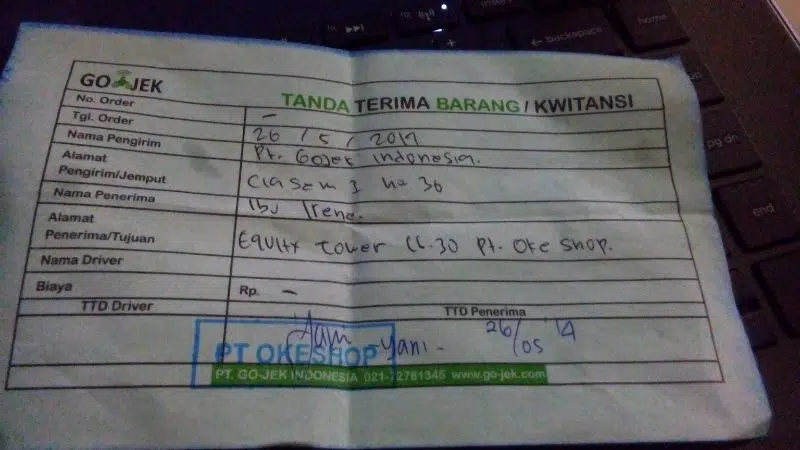 GO-JEK
TANDA TERIMA BARANG / KWITANSI
No. Order -
Tgl. Order 26 / 5 / 2014
Nama Pengirim Pt. Gojek Indonesia.
Alamat
Pengirim/Jemput Ciasem I no 36
Nama Penerima Ibu Irene.
Alamat
Penerima/Tujuan Equity tower Lt.30 Pt. Oke Shop.
Nama Driver
Biaya Rp. -
TTD Driver TTD Penerima
Yani - 26/05 '14
PT OKESHOP
PT. GO-JEK INDONESIA 021-72761345 www.go-jek.com
backspace
home
pg dn
end